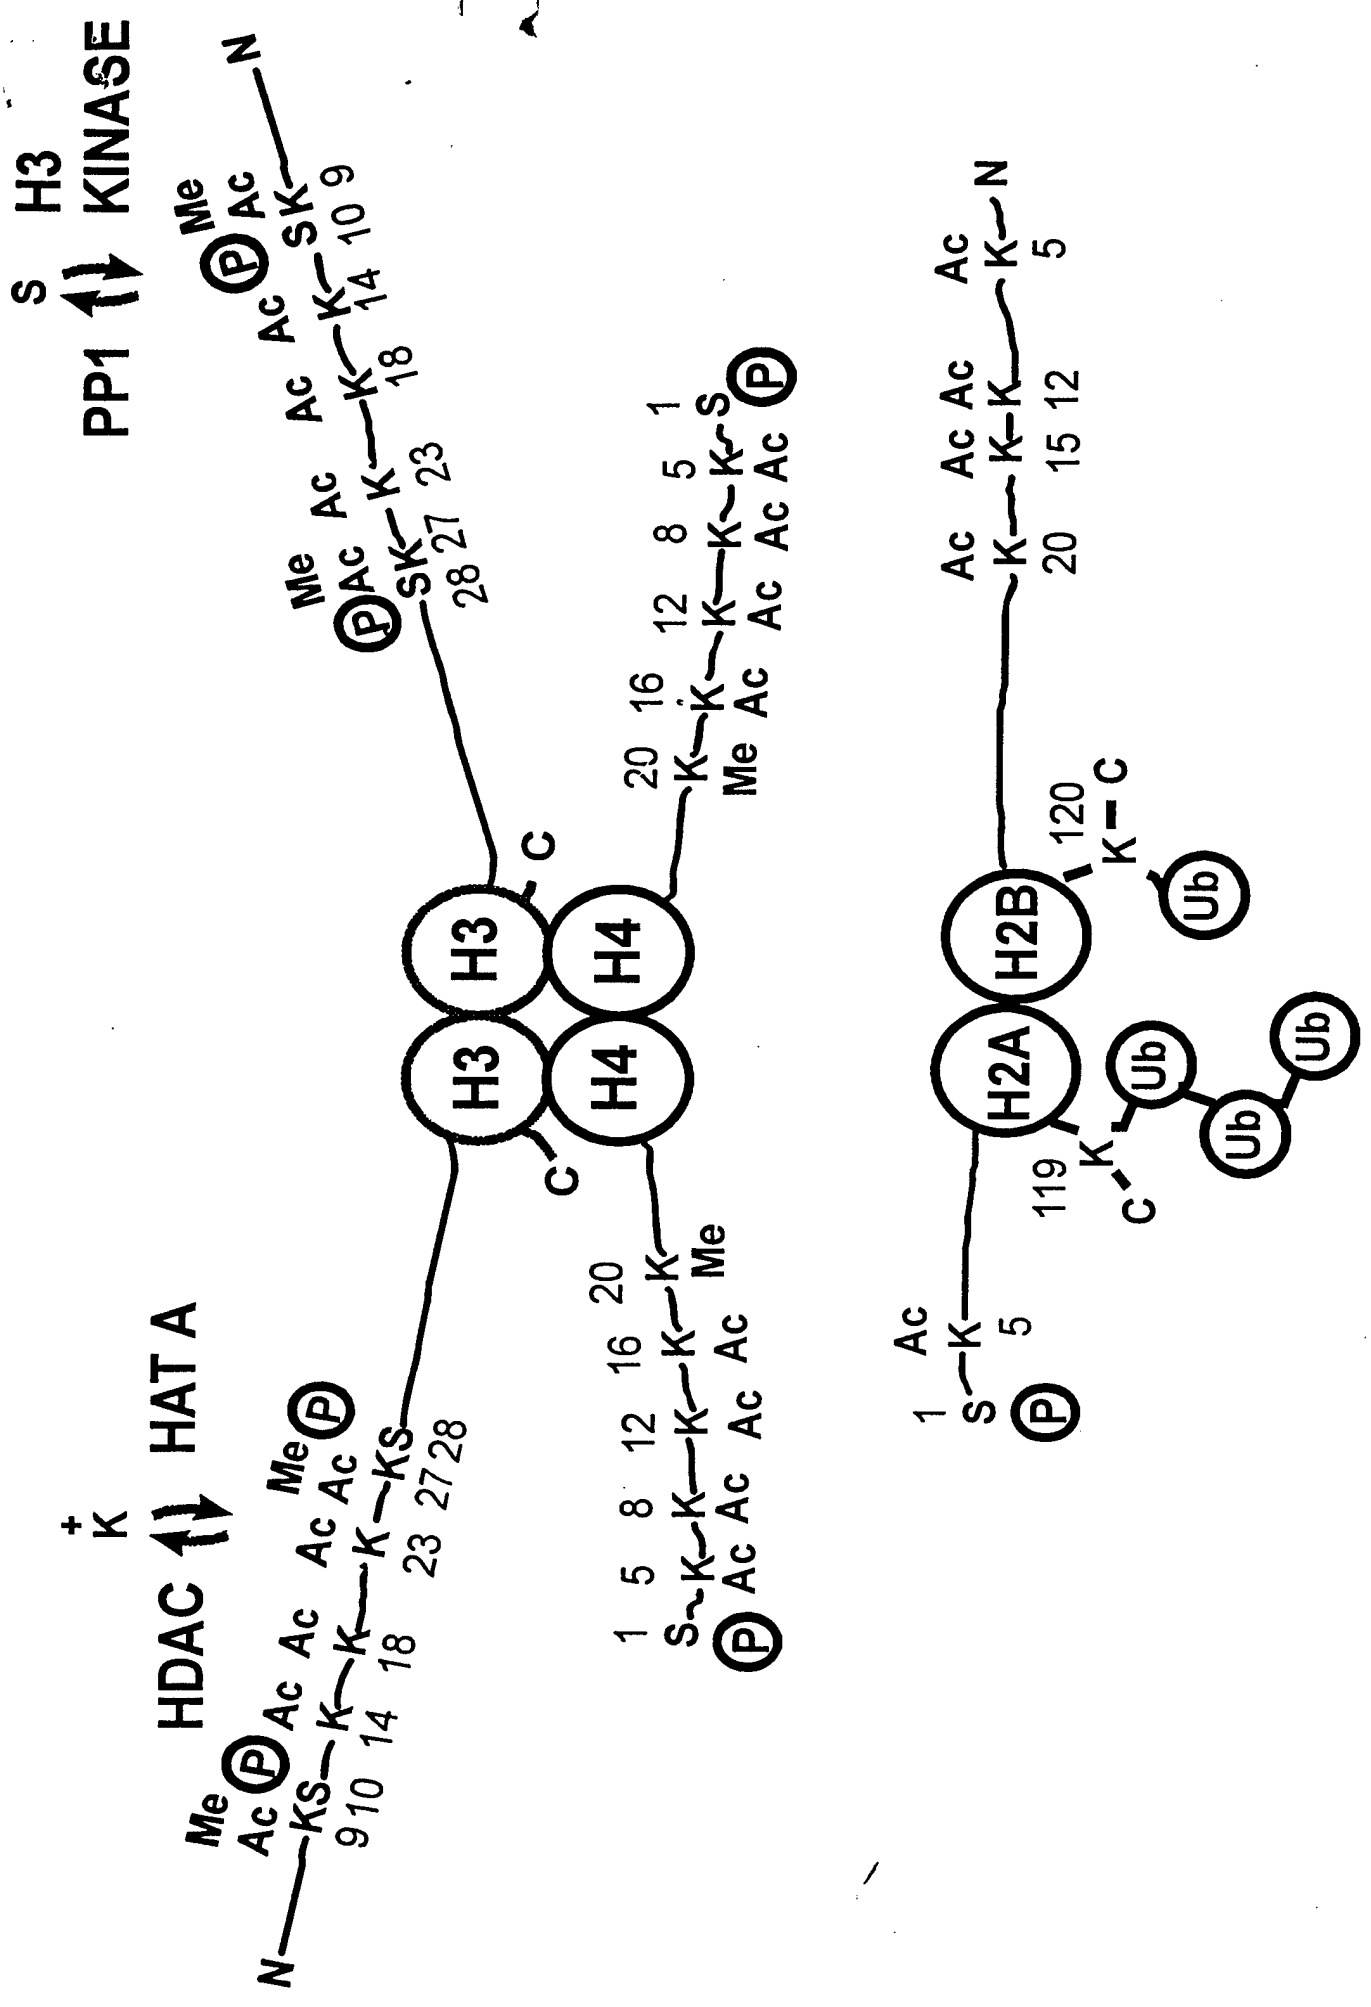 +
K
HDAC HAT A
S H3
PP1 KINASE
Me P Me P
Ac Ac Ac Ac Ac
N KS K K K KS
9 10 14 18 23 27 28
Me Me
P Ac Ac Ac Ac P Ac
SK K K K SK N
28 27 23 18 14 10 9
H3 H3
C C
H4 H4
1 5 8 12 16 20
S K K K K K
P Ac Ac Ac Ac Me
20 16 12 8 5 1
K K K K K S
Me Ac Ac Ac Ac P
Ac
1 S K
P 5
H2A H2B
Ac Ac Ac Ac
K K K K N
20 15 12 5
119 K
C
Ub
Ub
Ub
120
K C
Ub